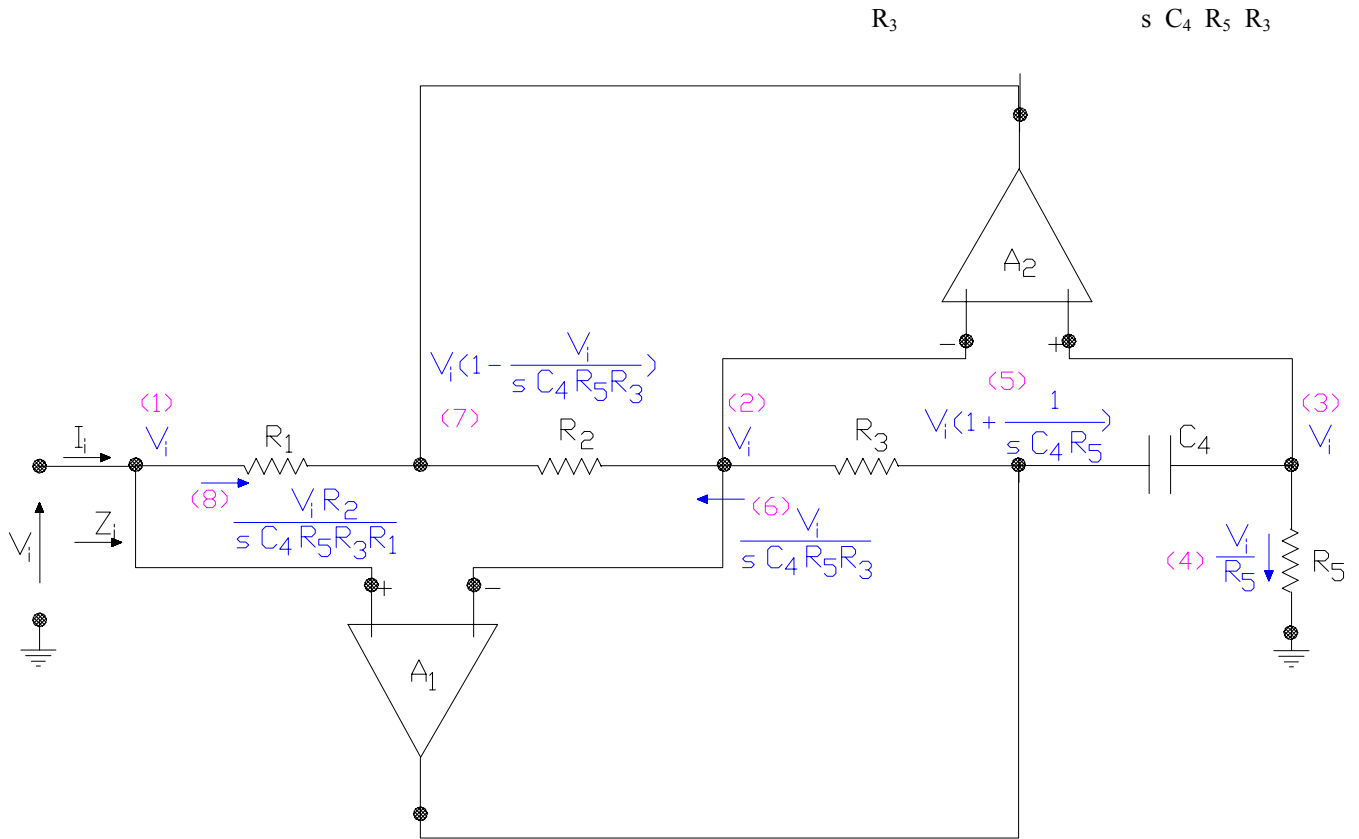 R₃ s C₄ R₅ R₃
A₂
- +
V_i(1 - V_i / s C₄ R₅ R₃)
(5)
(1) (7) (2) V_i(1 + 1 / s C₄ R₅) (3)
I_i V_i R₁ R₂ V_i R₃ C₄ V_i
(8) V_i R₂ / s C₄ R₅ R₃ R₁
(6) V_i / s C₄ R₅ R₃
V_i Z_i
(4) V_i / R₅ R₅
+ -
A₁